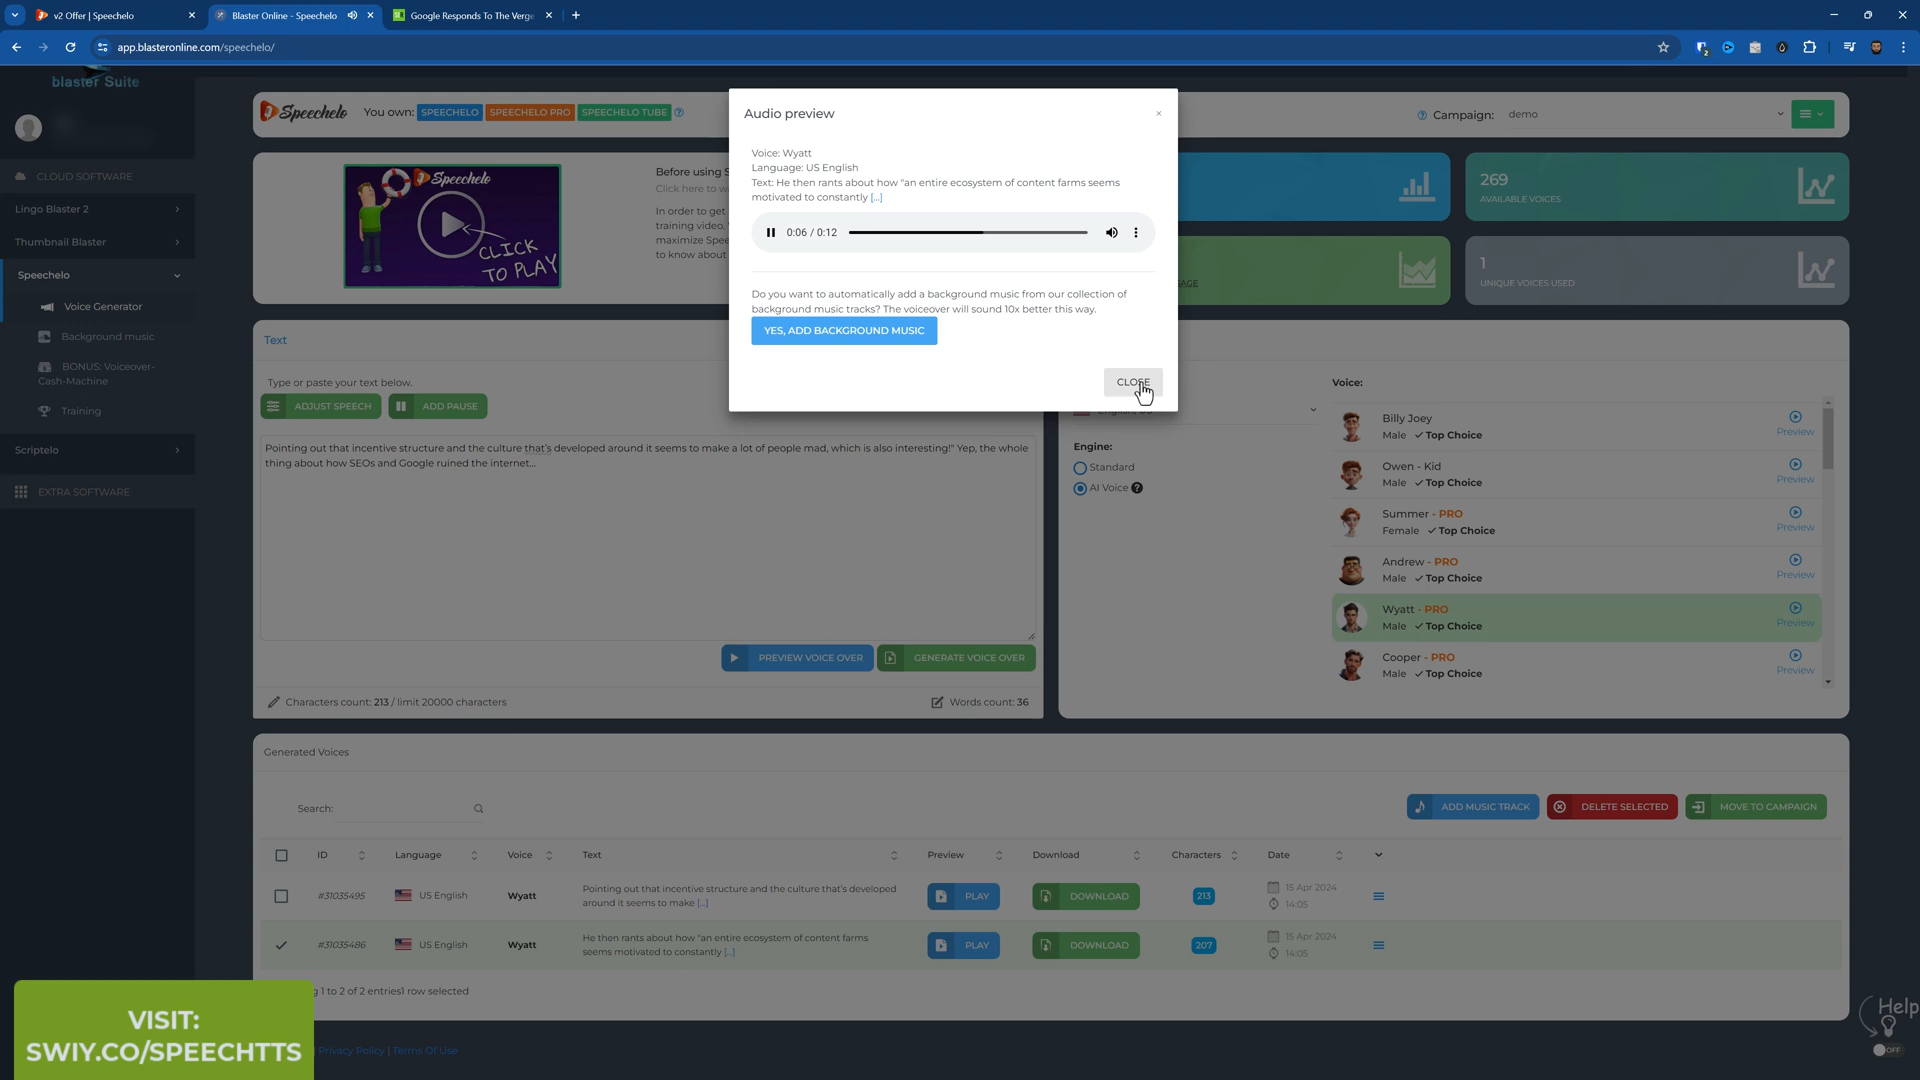 v2 Offer | Speechelo
Blaster Online - Speechelo
Google Responds To The Verge
app.blasteronline.com/speechelo/
blaster Suite
CLOUD SOFTWARE
Lingo Blaster 2
Thumbnail Blaster
Speechelo
Voice Generator
Background music
BONUS: Voiceover-
Cash-Machine
Training
Scriptelo
EXTRA SOFTWARE
Speechelo
You own: SPEECHELO SPEECHELO PRO SPEECHELO TUBE
Campaign: demo
Speechelo
CLICK
TO PLAY
Before using S
Click here to w
In order to get
training video.
maximize Spee
to know about
269
AVAILABLE VOICES
1
UNIQUE VOICES USED
Audio preview
×
Voice: Wyatt
Language: US English
Text: He then rants about how "an entire ecosystem of content farms seems
motivated to constantly [...]
0:06 / 0:12
Do you want to automatically add a background music from our collection of
background music tracks? The voiceover will sound 10x better this way.
YES, ADD BACKGROUND MUSIC
CLOSE
Text
Type or paste your text below.
ADJUST SPEECH
ADD PAUSE
Pointing out that incentive structure and the culture that's developed around it seems to make a lot of people mad, which is also interesting!" Yep, the whole
thing about how SEOs and Google ruined the internet...
PREVIEW VOICE OVER
GENERATE VOICE OVER
Characters count: 213 / limit 20000 characters
Words count: 36
English, US
Engine:
Standard
AI Voice
Voice:
Billy Joey
Male Top Choice
Preview
Owen - Kid
Male Top Choice
Preview
Summer - PRO
Female Top Choice
Preview
Andrew - PRO
Male Top Choice
Preview
Wyatt - PRO
Male Top Choice
Preview
Cooper - PRO
Male Top Choice
Preview
Generated Voices
Search:
ADD MUSIC TRACK
DELETE SELECTED
MOVE TO CAMPAIGN
ID Language Voice Text Preview Download Characters Date
#31035495 US English Wyatt Pointing out that incentive structure and the culture that's developed
around it seems to make [...]
PLAY DOWNLOAD 213 15 Apr 2024
14:05
#31035486 US English Wyatt He then rants about how "an entire ecosystem of content farms
seems motivated to constantly [...]
PLAY DOWNLOAD 207 15 Apr 2024
14:05
g 1 to 2 of 2 entries1 row selected
| Privacy Policy | Terms Of Use
VISIT:
SWIY.CO/SPEECHTTS
Help
OFF